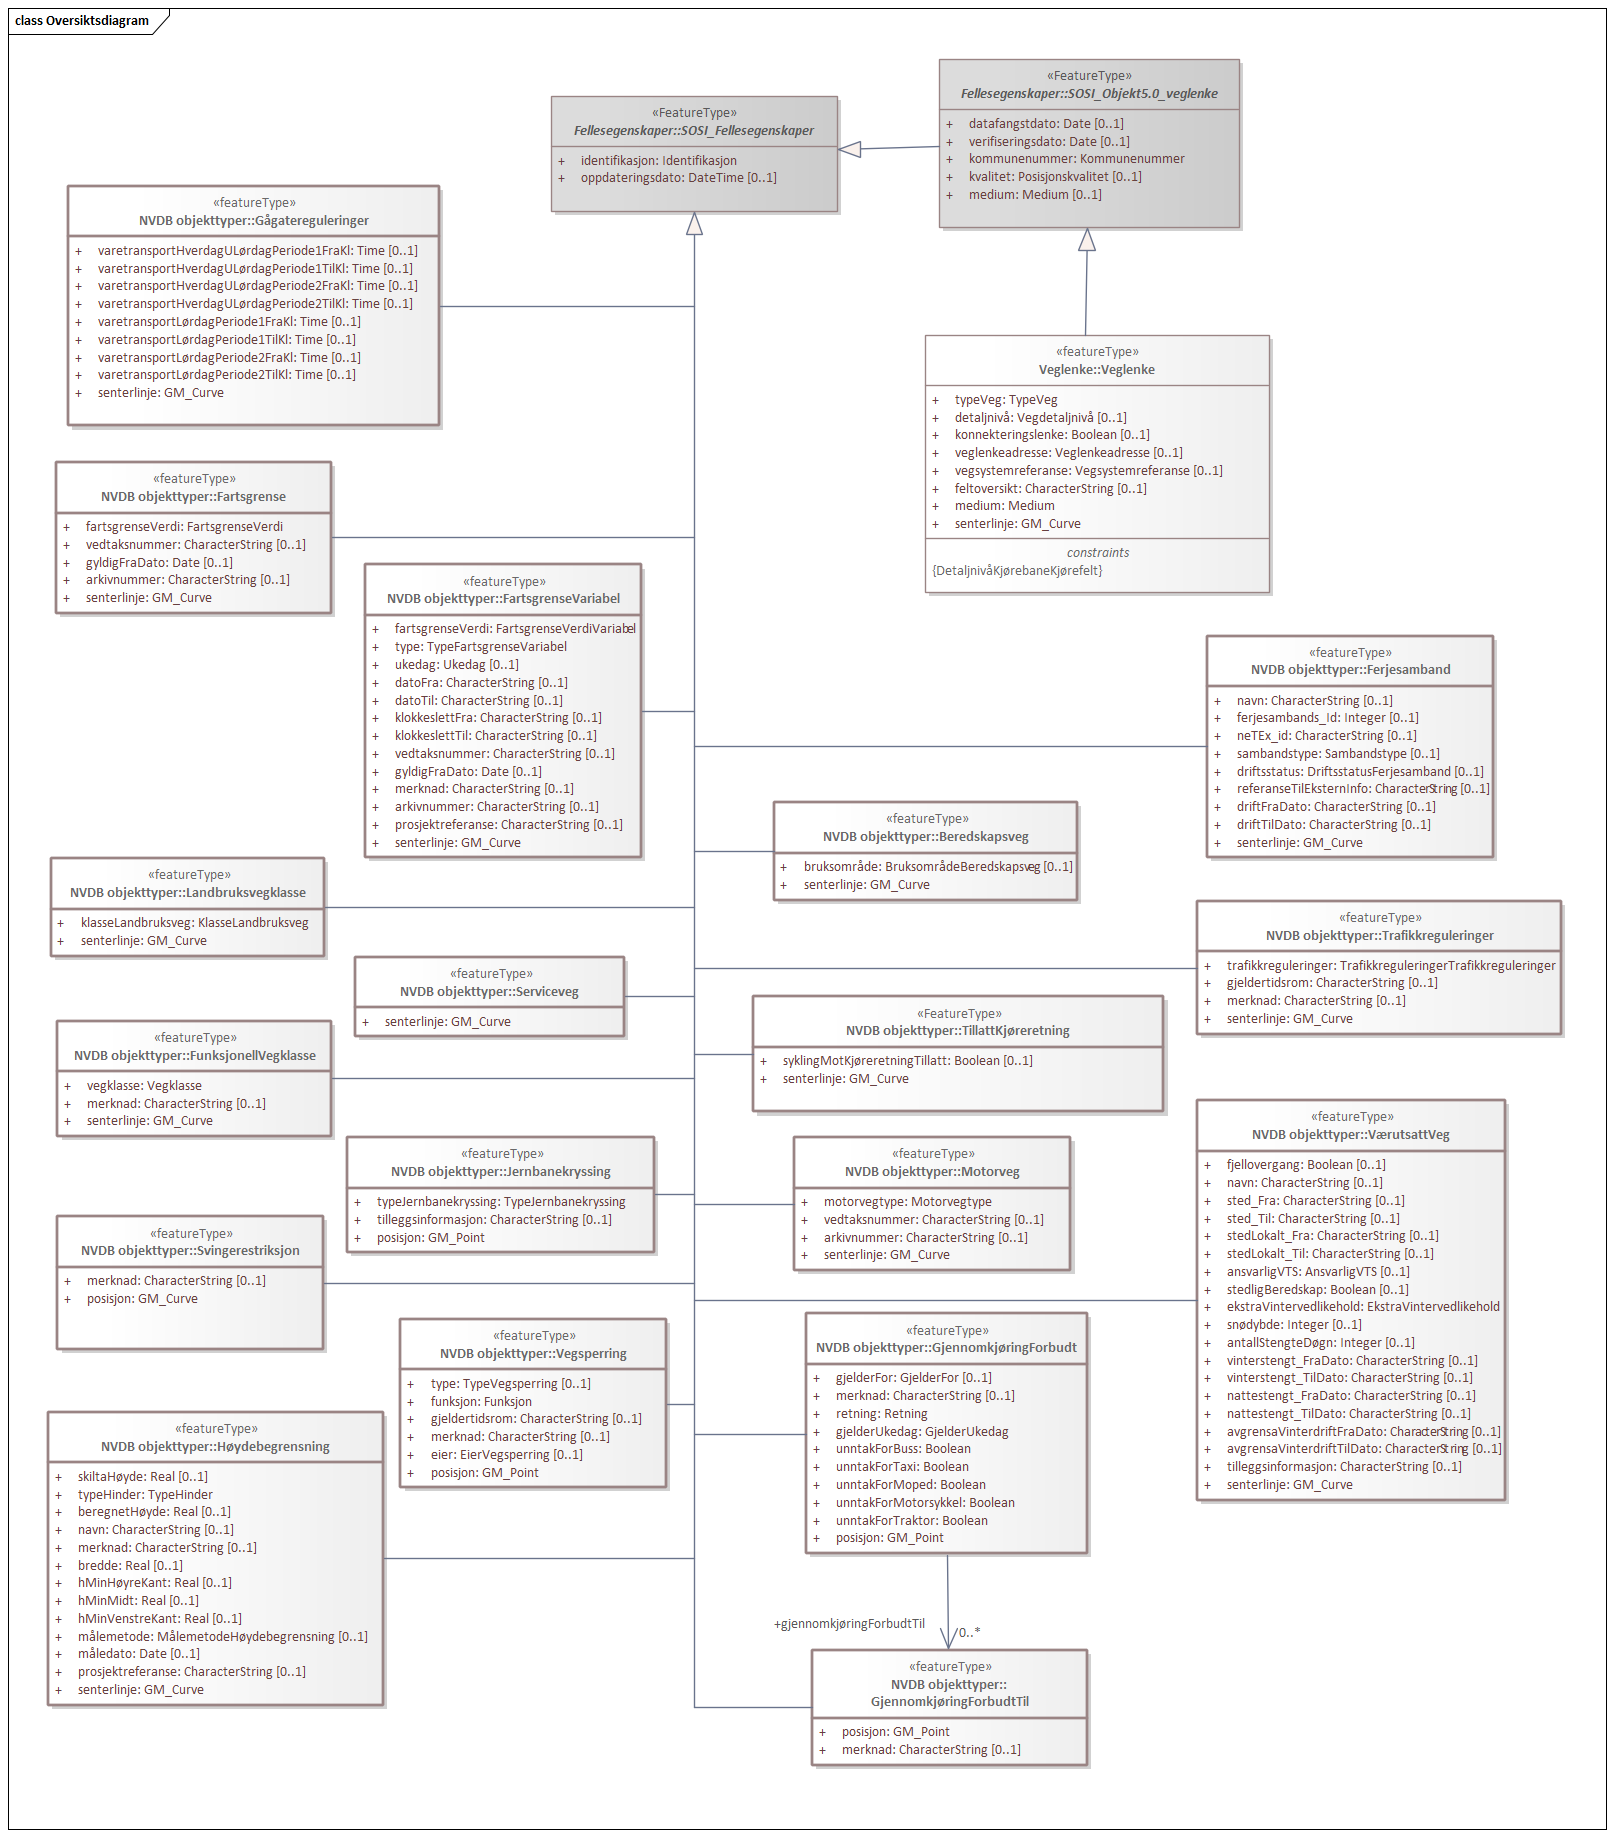 class Oversiktsdiagram
«FeatureType»
Fellesegenskaper::SOSI_Objekt5.0_veglenke
+ datafangstdato: Date [0..1]
+ verifiseringsdato: Date [0..1]
+ kommunenummer: Kommunenummer
+ kvalitet: Posisjonskvalitet [0..1]
+ medium: Medium [0..1]
«FeatureType»
Fellesegenskaper::SOSI_Fellesegenskaper
+ identifikasjon: Identifikasjon
+ oppdateringsdato: DateTime [0..1]
«featureType»
NVDB objekttyper::Gågatereguleringer
+ varetransportHverdagULørdagPeriode1FraKl: Time [0..1]
+ varetransportHverdagULørdagPeriode1TilKl: Time [0..1]
+ varetransportHverdagULørdagPeriode2FraKl: Time [0..1]
+ varetransportHverdagULørdagPeriode2TilKl: Time [0..1]
+ varetransportLørdagPeriode1FraKl: Time [0..1]
+ varetransportLørdagPeriode1TilKl: Time [0..1]
+ varetransportLørdagPeriode2FraKl: Time [0..1]
+ varetransportLørdagPeriode2TilKl: Time [0..1]
+ senterlinje: GM_Curve
«featureType»
Veglenke::Veglenke
+ typeVeg: TypeVeg
+ detaljnivå: Vegdetaljnivå [0..1]
+ konnekteringslenke: Boolean [0..1]
+ veglenkeadresse: Veglenkeadresse [0..1]
+ vegsystemreferanse: Vegsystemreferanse [0..1]
+ feltoversikt: CharacterString [0..1]
+ medium: Medium
+ senterlinje: GM_Curve
constraints
{DetaljnivåKjørebaneKjørefelt}
«featureType»
NVDB objekttyper::Fartsgrense
+ fartsgrenseVerdi: FartsgrenseVerdi
+ vedtaksnummer: CharacterString [0..1]
+ gyldigFraDato: Date [0..1]
+ arkivnummer: CharacterString [0..1]
+ senterlinje: GM_Curve
«featureType»
NVDB objekttyper::FartsgrenseVariabel
+ fartsgrenseVerdi: FartsgrenseVerdiVariabel
+ type: TypeFartsgrenseVariabel
+ ukedag: Ukedag [0..1]
+ datoFra: CharacterString [0..1]
+ datoTil: CharacterString [0..1]
+ klokkeslettFra: CharacterString [0..1]
+ klokkeslettTil: CharacterString [0..1]
+ vedtaksnummer: CharacterString [0..1]
+ gyldigFraDato: Date [0..1]
+ merknad: CharacterString [0..1]
+ arkivnummer: CharacterString [0..1]
+ prosjektreferanse: CharacterString [0..1]
+ senterlinje: GM_Curve
«featureType»
NVDB objekttyper::Ferjesamband
+ navn: CharacterString [0..1]
+ ferjesambands_Id: Integer [0..1]
+ neTEx_id: CharacterString [0..1]
+ sambandstype: Sambandstype [0..1]
+ driftsstatus: DriftsstatusFerjesamband [0..1]
+ referanseTilEksternInfo: CharacterString [0..1]
+ driftFraDato: CharacterString [0..1]
+ driftTilDato: CharacterString [0..1]
+ senterlinje: GM_Curve
«featureType»
NVDB objekttyper::Beredskapsveg
+ bruksområde: BruksområdeBeredskapsveg [0..1]
+ senterlinje: GM_Curve
«featureType»
NVDB objekttyper::Landbruksvegklasse
+ klasseLandbruksveg: KlasseLandbruksveg
+ senterlinje: GM_Curve
«featureType»
NVDB objekttyper::Trafikkreguleringer
+ trafikkreguleringer: TrafikkreguleringerTrafikkreguleringer
+ gjeldertidsrom: CharacterString [0..1]
+ merknad: CharacterString [0..1]
+ senterlinje: GM_Curve
«featureType»
NVDB objekttyper::Serviceveg
+ senterlinje: GM_Curve
«FeatureType»
NVDB objekttyper::TillattKjøreretning
+ syklingMotKjøreretningTillatt: Boolean [0..1]
+ senterlinje: GM_Curve
«featureType»
NVDB objekttyper::FunksjonellVegklasse
+ vegklasse: Vegklasse
+ merknad: CharacterString [0..1]
+ senterlinje: GM_Curve
«featureType»
NVDB objekttyper::VærutsattVeg
+ fjellovergang: Boolean [0..1]
+ navn: CharacterString [0..1]
+ sted_Fra: CharacterString [0..1]
+ sted_Til: CharacterString [0..1]
+ stedLokalt_Fra: CharacterString [0..1]
+ stedLokalt_Til: CharacterString [0..1]
+ ansvarligVTS: AnsvarligVTS [0..1]
+ stedligBeredskap: Boolean [0..1]
+ ekstraVintervedlikehold: EkstraVintervedlikehold
+ snødybde: Integer [0..1]
+ antallStengteDøgn: Integer [0..1]
+ vinterstengt_FraDato: CharacterString [0..1]
+ vinterstengt_TilDato: CharacterString [0..1]
+ nattestengt_FraDato: CharacterString [0..1]
+ nattestengt_TilDato: CharacterString [0..1]
+ avgrensaVinterdriftFraDato: CharacterString [0..1]
+ avgrensaVinterdriftTilDato: CharacterString [0..1]
+ tilleggsinformasjon: CharacterString [0..1]
+ senterlinje: GM_Curve
«featureType»
NVDB objekttyper::Jernbanekryssing
+ typeJernbanekryssing: TypeJernbanekryssing
+ tilleggsinformasjon: CharacterString [0..1]
+ posisjon: GM_Point
«featureType»
NVDB objekttyper::Motorveg
+ motorvegtype: Motorvegtype
+ vedtaksnummer: CharacterString [0..1]
+ arkivnummer: CharacterString [0..1]
+ senterlinje: GM_Curve
«featureType»
NVDB objekttyper::Svingerestriksjon
+ merknad: CharacterString [0..1]
+ posisjon: GM_Curve
«featureType»
NVDB objekttyper::Vegsperring
+ type: TypeVegsperring [0..1]
+ funksjon: Funksjon
+ gjeldertidsrom: CharacterString [0..1]
+ merknad: CharacterString [0..1]
+ eier: EierVegsperring [0..1]
+ posisjon: GM_Point
«featureType»
NVDB objekttyper::GjennomkjøringForbudt
+ gjelderFor: GjelderFor [0..1]
+ merknad: CharacterString [0..1]
+ retning: Retning
+ gjelderUkedag: GjelderUkedag
+ unntakForBuss: Boolean
+ unntakForTaxi: Boolean
+ unntakForMoped: Boolean
+ unntakForMotorsykkel: Boolean
+ unntakForTraktor: Boolean
+ posisjon: GM_Point
«featureType»
NVDB objekttyper::Høydebegrensning
+ skiltaHøyde: Real [0..1]
+ typeHinder: TypeHinder
+ beregnetHøyde: Real [0..1]
+ navn: CharacterString [0..1]
+ merknad: CharacterString [0..1]
+ bredde: Real [0..1]
+ hMinHøyreKant: Real [0..1]
+ hMinMidt: Real [0..1]
+ hMinVenstreKant: Real [0..1]
+ målemetode: MålemetodeHøydebegrensning [0..1]
+ måledato: Date [0..1]
+ prosjektreferanse: CharacterString [0..1]
+ senterlinje: GM_Curve
+gjennomkjøringForbudtTil
0..*
«featureType»
NVDB objekttyper::
GjennomkjøringForbudtTil
+ posisjon: GM_Point
+ merknad: CharacterString [0..1]